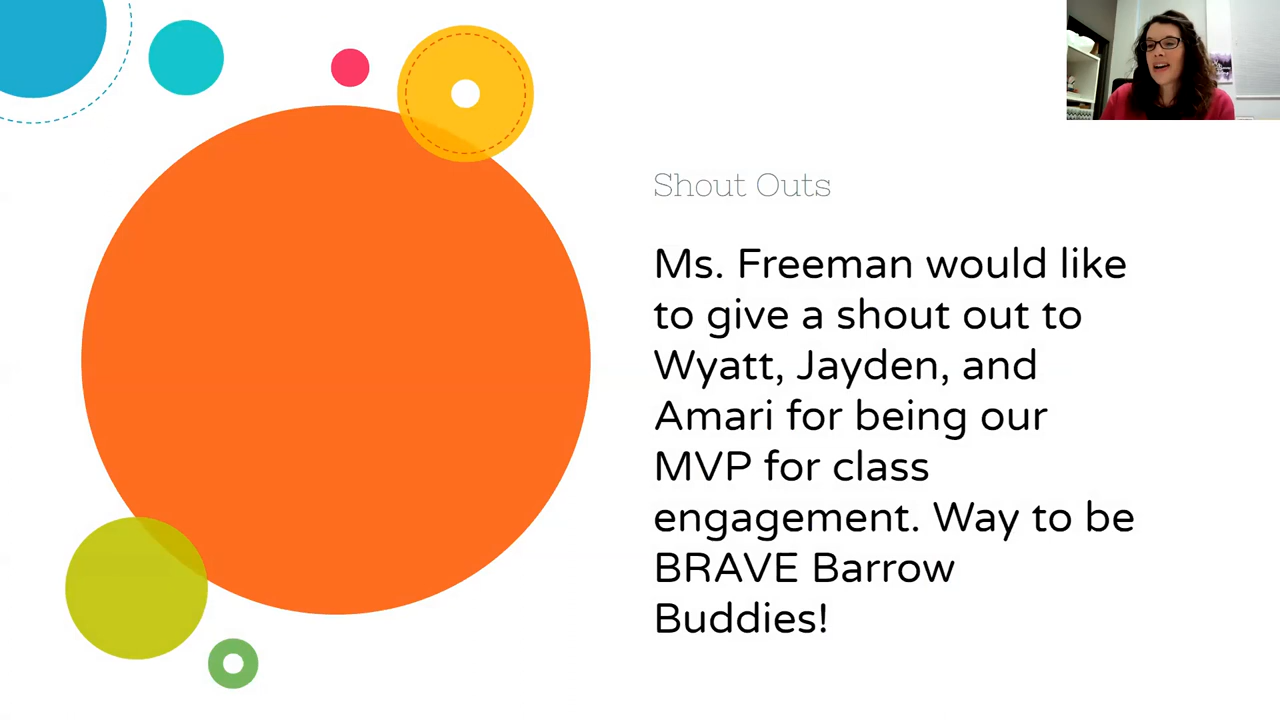 Shout Outs
Ms. Freeman would like
to give a shout out to
Wyatt, Jayden, and
Amari for being our
MVP for class
engagement. Way to be
BRAVE Barrow
Buddies!